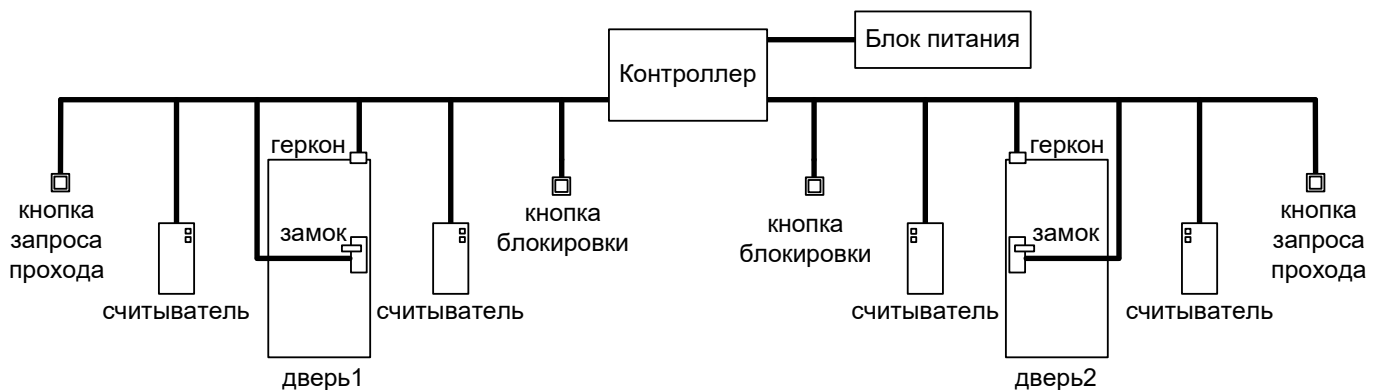 Блок питания
Контроллер
геркон
геркон
кнопка
запроса
прохода
замок
кнопка
блокировки
кнопка
блокировки
замок
кнопка
запроса
прохода
считыватель
считыватель
считыватель
считыватель
дверь1
дверь2